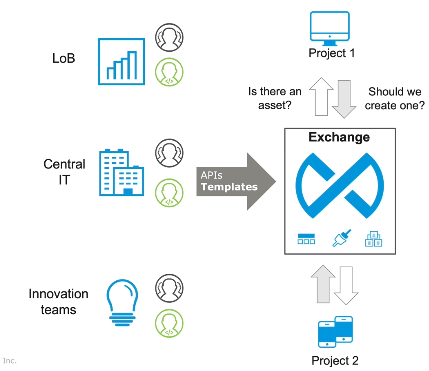 LoB
Project 1
Is there an
asset?
Should we
create one?
Exchange
Central
IT
APIs
Templates
Innovation
teams
Project 2
Inc.